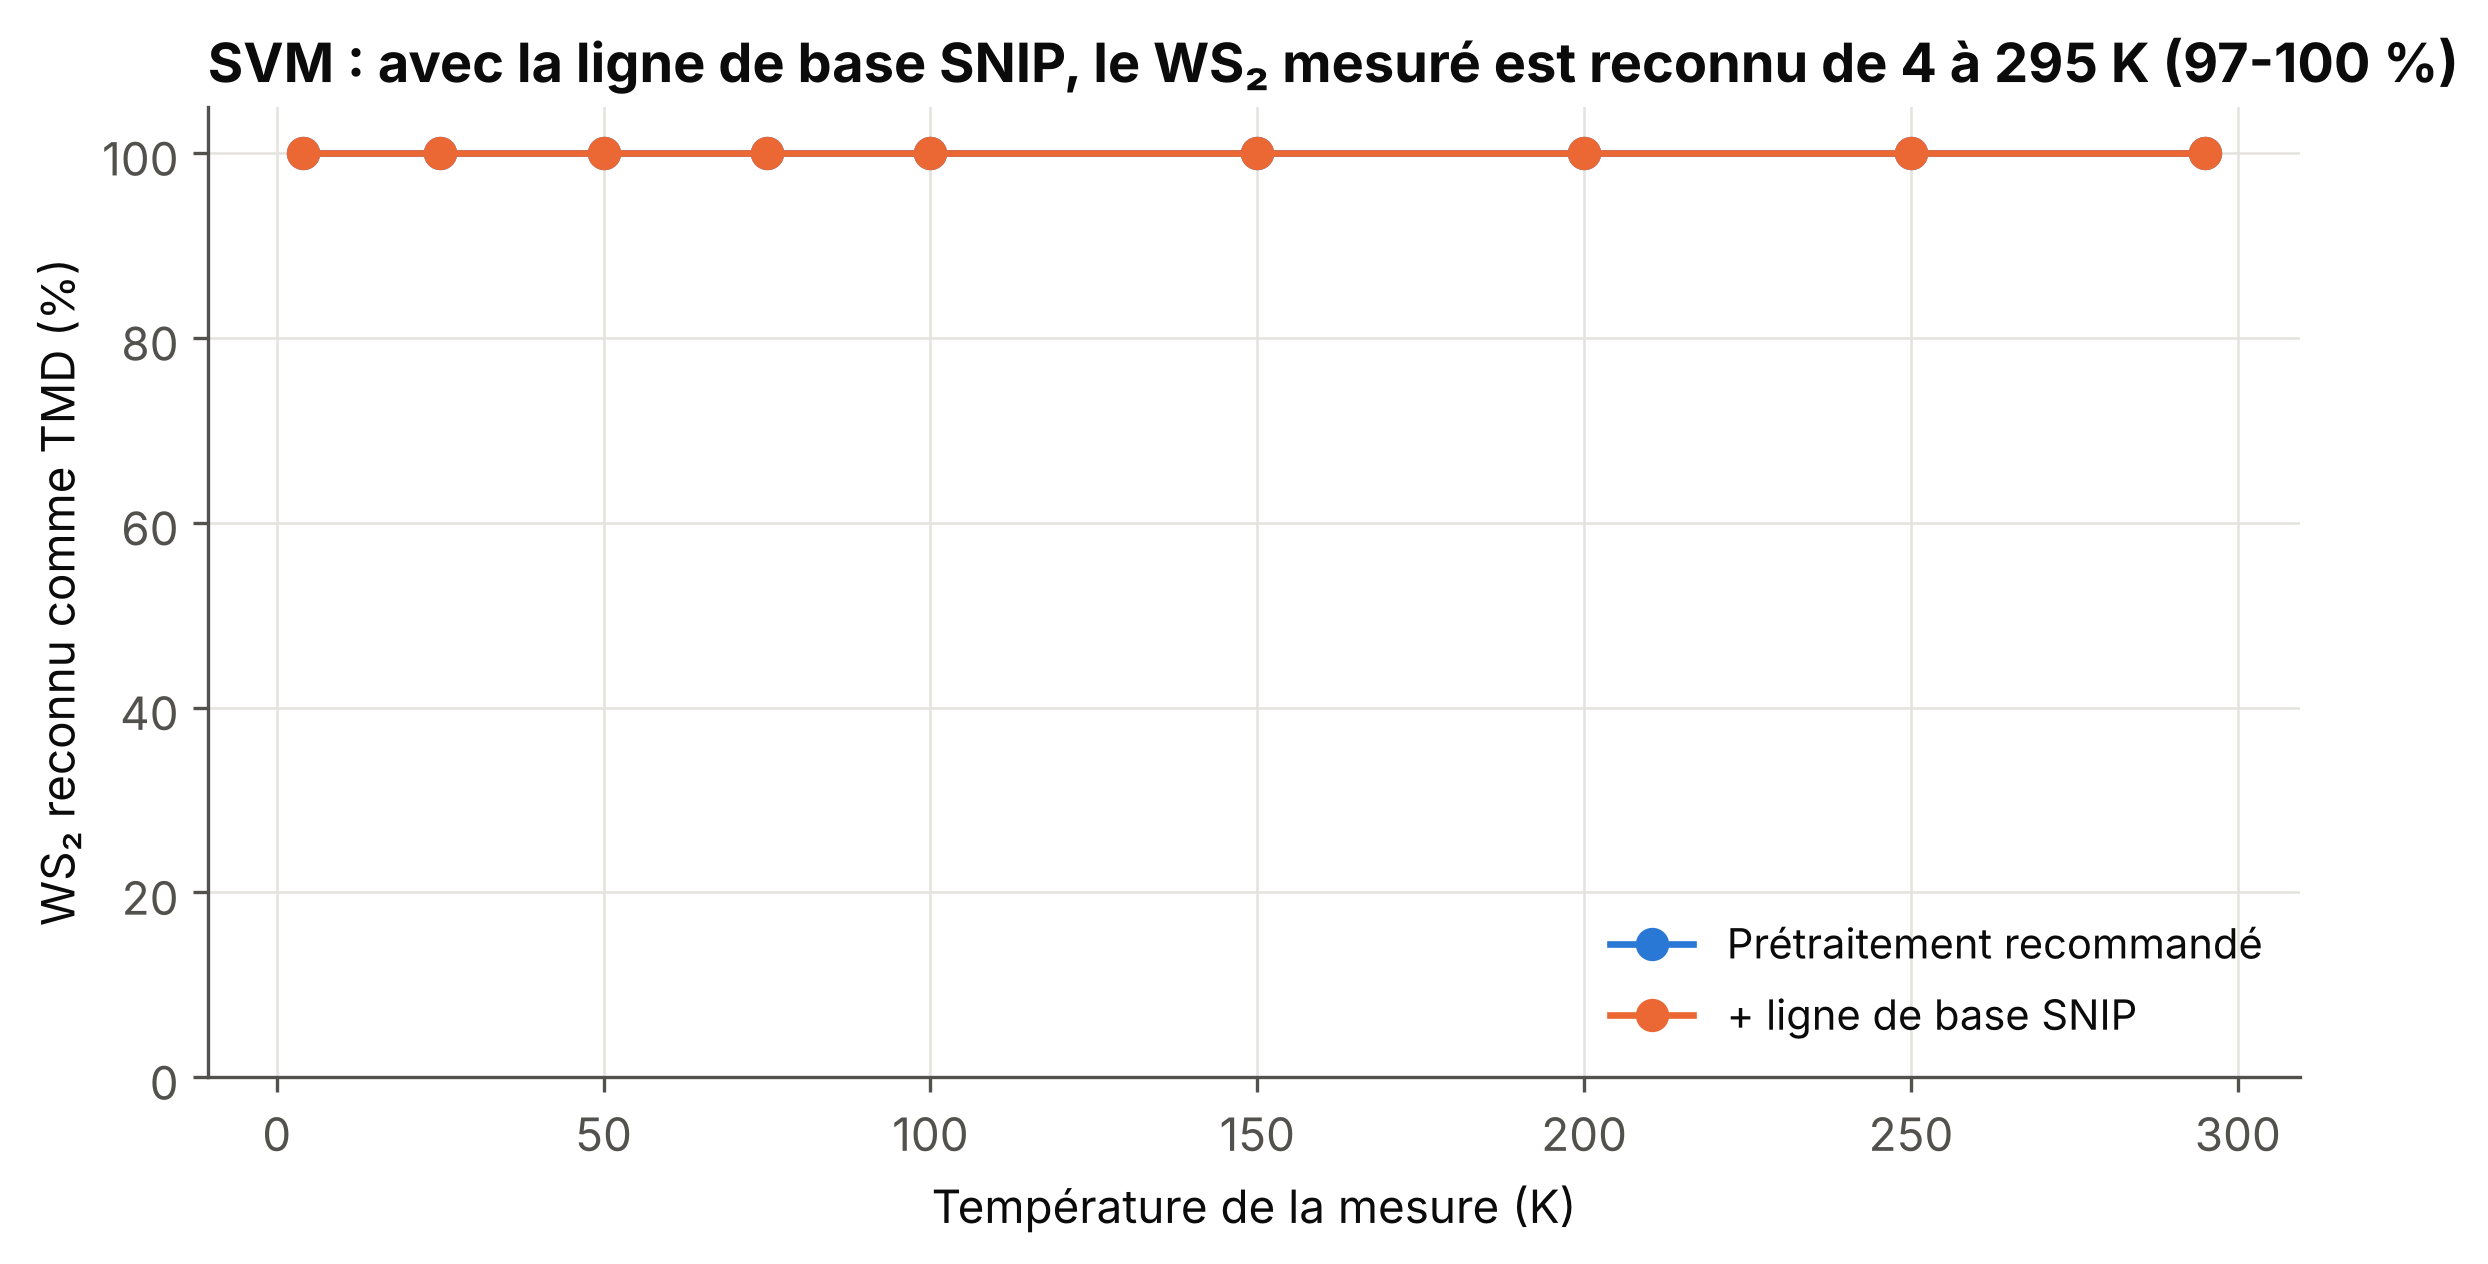 SVM : avec la ligne de base SNIP, le WS₂ mesuré est reconnu de 4 à 295 K (97-100 %)
WS₂ reconnu comme TMD (%)
100
80
60
40
20
0
Prétraitement recommandé
+ ligne de base SNIP
0 50 100 150 200 250 300
Température de la mesure (K)